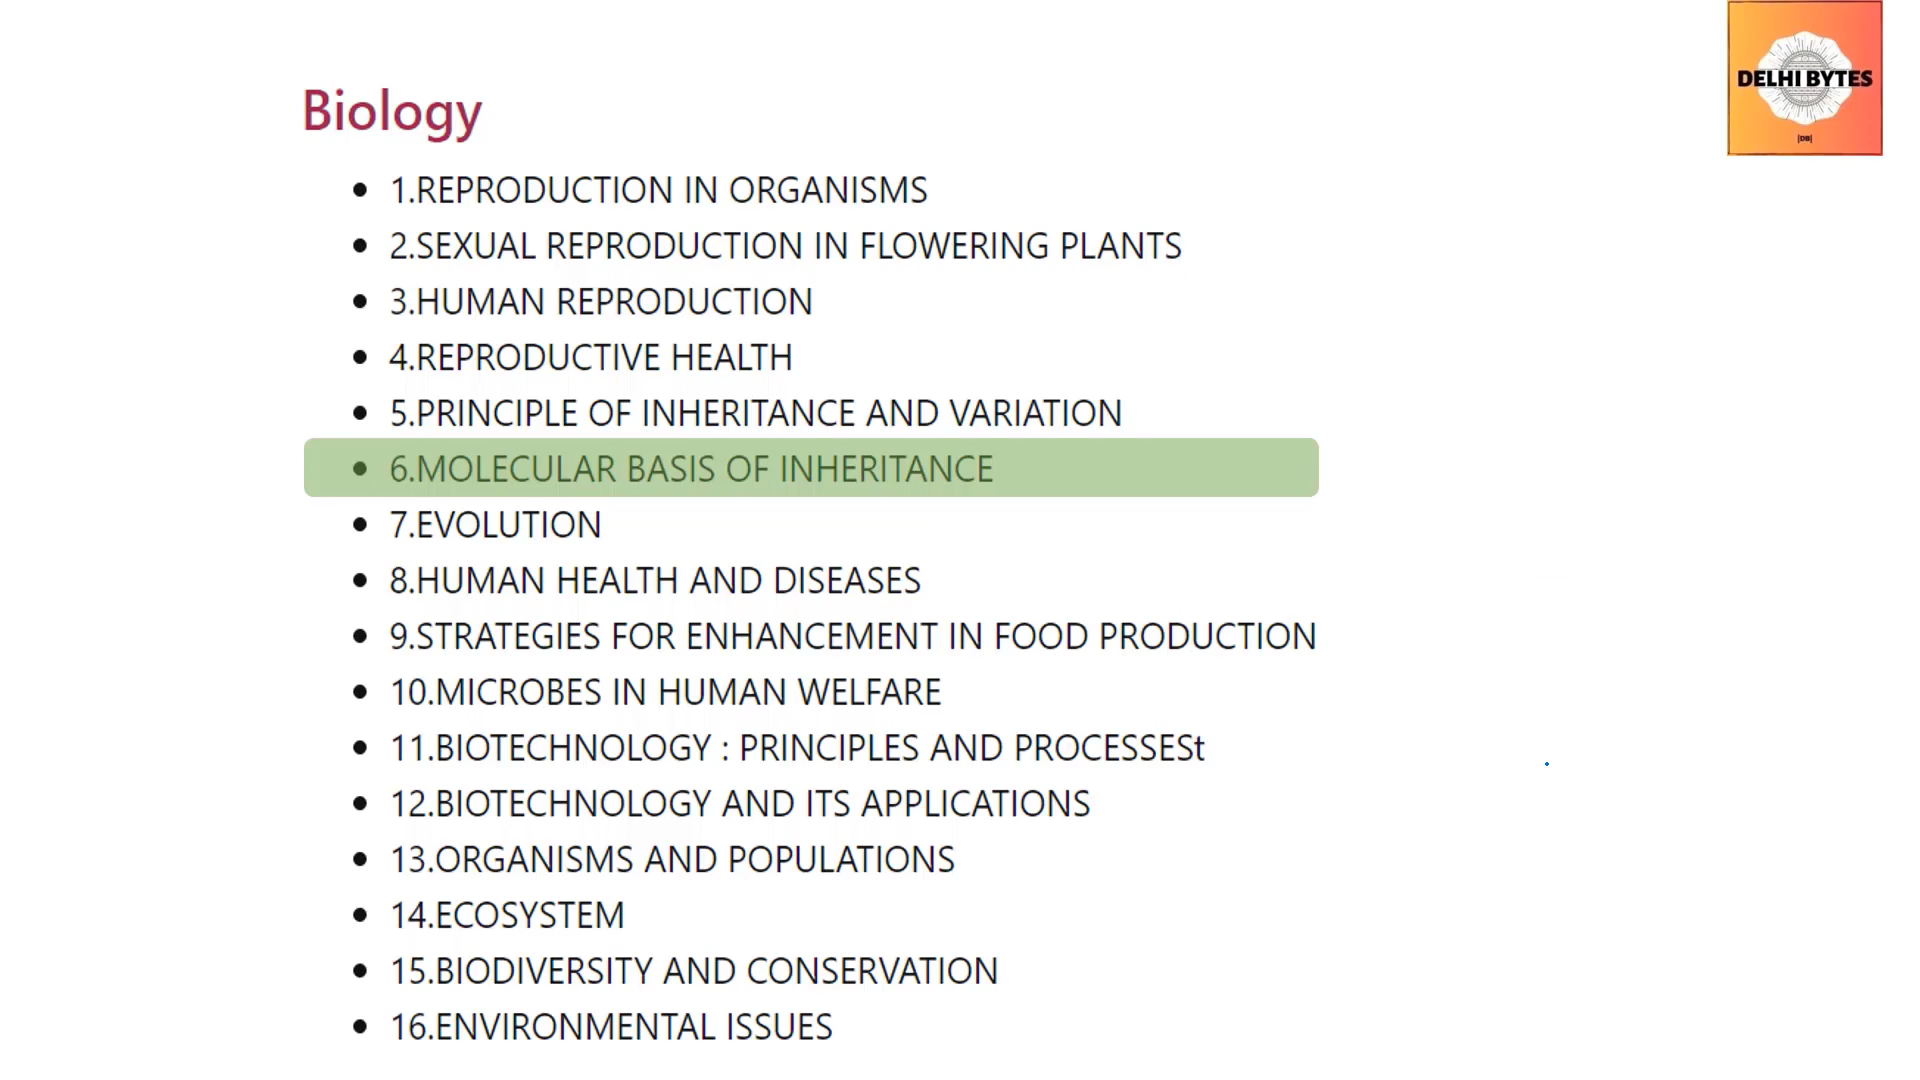 DELHI BYTES
|DB|
Biology
• 1.REPRODUCTION IN ORGANISMS
• 2.SEXUAL REPRODUCTION IN FLOWERING PLANTS
• 3.HUMAN REPRODUCTION
• 4.REPRODUCTIVE HEALTH
• 5.PRINCIPLE OF INHERITANCE AND VARIATION
• 6.MOLECULAR BASIS OF INHERITANCE
• 7.EVOLUTION
• 8.HUMAN HEALTH AND DISEASES
• 9.STRATEGIES FOR ENHANCEMENT IN FOOD PRODUCTION
• 10.MICROBES IN HUMAN WELFARE
• 11.BIOTECHNOLOGY : PRINCIPLES AND PROCESSESt
• 12.BIOTECHNOLOGY AND ITS APPLICATIONS
• 13.ORGANISMS AND POPULATIONS
• 14.ECOSYSTEM
• 15.BIODIVERSITY AND CONSERVATION
• 16.ENVIRONMENTAL ISSUES